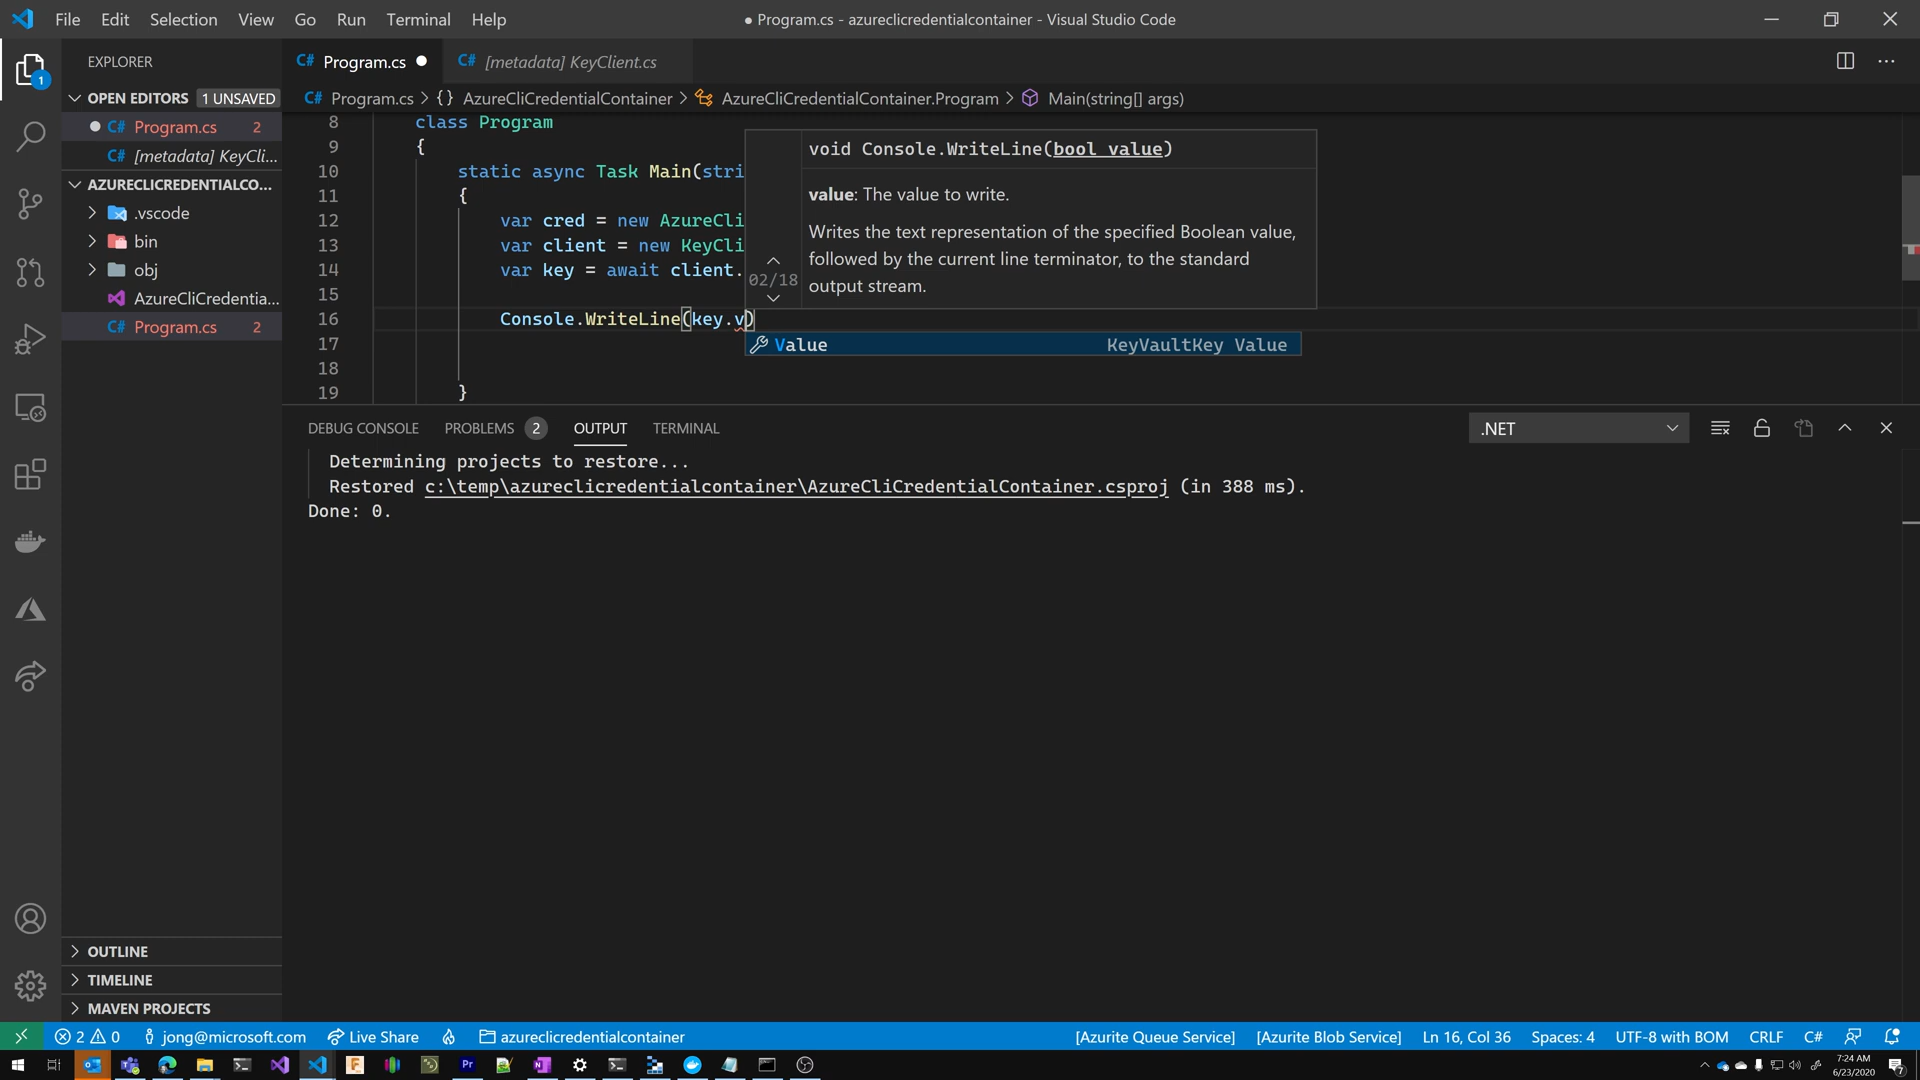 File Edit Selection View Go Run Terminal Help
● Program.cs - azureclicredentialcontainer - Visual Studio Code
EXPLORER
1
OPEN EDITORS 1 UNSAVED
C# Program.cs 2
C# [metadata] KeyCli...
AZURECLICREDENTIALCO...
.vscode
bin
obj
AzureCliCredentia...
C# Program.cs 2
OUTLINE
TIMELINE
MAVEN PROJECTS
C# Program.cs ●
C# [metadata] KeyClient.cs
C# Program.cs > {} AzureCliCredentialContainer > AzureCliCredentialContainer.Program > Main(string[] args)
8 class Program
9 {
10 static async Task Main(stri
11 {
12 var cred = new AzureCli
13 var client = new KeyCli
14 var key = await client.
15
16 Console.WriteLine(key.v)
17
18
19 }
void Console.WriteLine(bool value)
value: The value to write.
Writes the text representation of the specified Boolean value,
followed by the current line terminator, to the standard
output stream.
02/18
Value KeyVaultKey Value
DEBUG CONSOLE PROBLEMS 2 OUTPUT TERMINAL
.NET
Determining projects to restore...
Restored c:\temp\azureclicredentialcontainer\AzureCliCredentialContainer.csproj (in 388 ms).
Done: 0.
2 0 jong@microsoft.com Live Share azureclicredentialcontainer
[Azurite Queue Service] [Azurite Blob Service] Ln 16, Col 36 Spaces: 4 UTF-8 with BOM CRLF C#
Pr
7:24 AM
6/23/2020
7